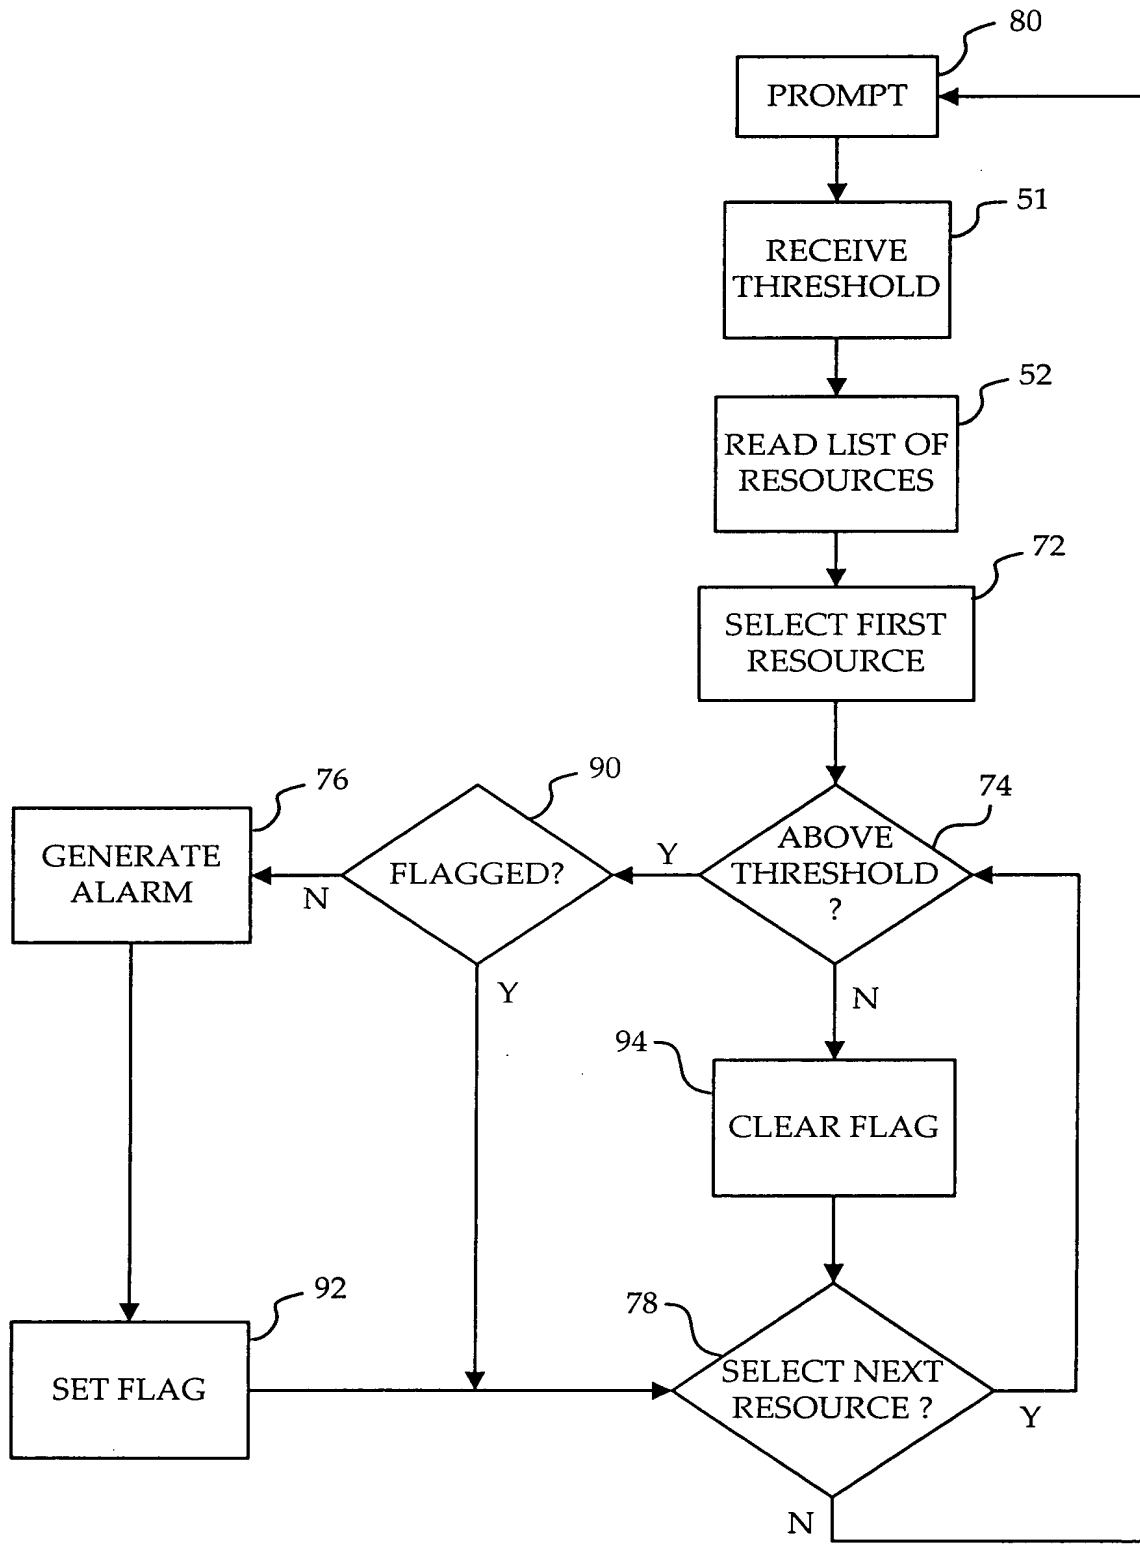 80
PROMPT
51
RECEIVE
THRESHOLD
52
READ LIST OF
RESOURCES
72
SELECT FIRST
RESOURCE
76
GENERATE
ALARM
90
FLAGGED?
N
Y
Y
74
ABOVE
THRESHOLD
?
N
94
CLEAR FLAG
92
SET FLAG
78
SELECT NEXT
RESOURCE ?
Y
N